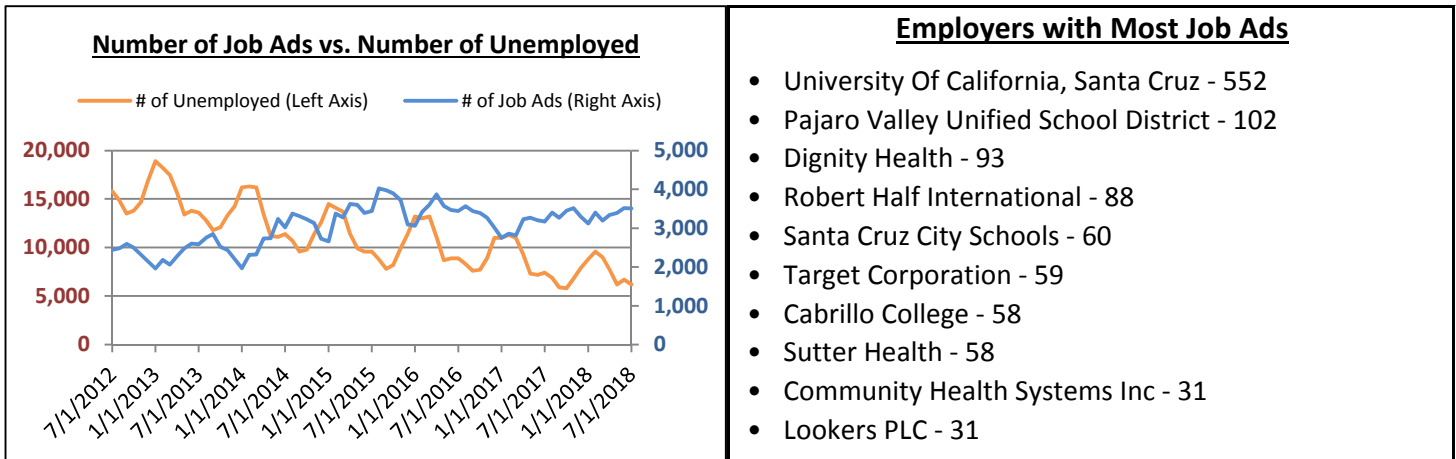 Number of Job Ads vs. Number of Unemployed
# of Unemployed (Left Axis) # of Job Ads (Right Axis)
20,000 5,000
15,000 4,000
10,000 3,000
5,000 2,000
0 1,000
0
7/1/2012 1/1/2013 7/1/2013 1/1/2014 7/1/2014 1/1/2015 7/1/2015 1/1/2016 7/1/2016 1/1/2017 7/1/2017 1/1/2018 7/1/2018
Employers with Most Job Ads
• University Of California, Santa Cruz - 552
• Pajaro Valley Unified School District - 102
• Dignity Health - 93
• Robert Half International - 88
• Santa Cruz City Schools - 60
• Target Corporation - 59
• Cabrillo College - 58
• Sutter Health - 58
• Community Health Systems Inc - 31
• Lookers PLC - 31